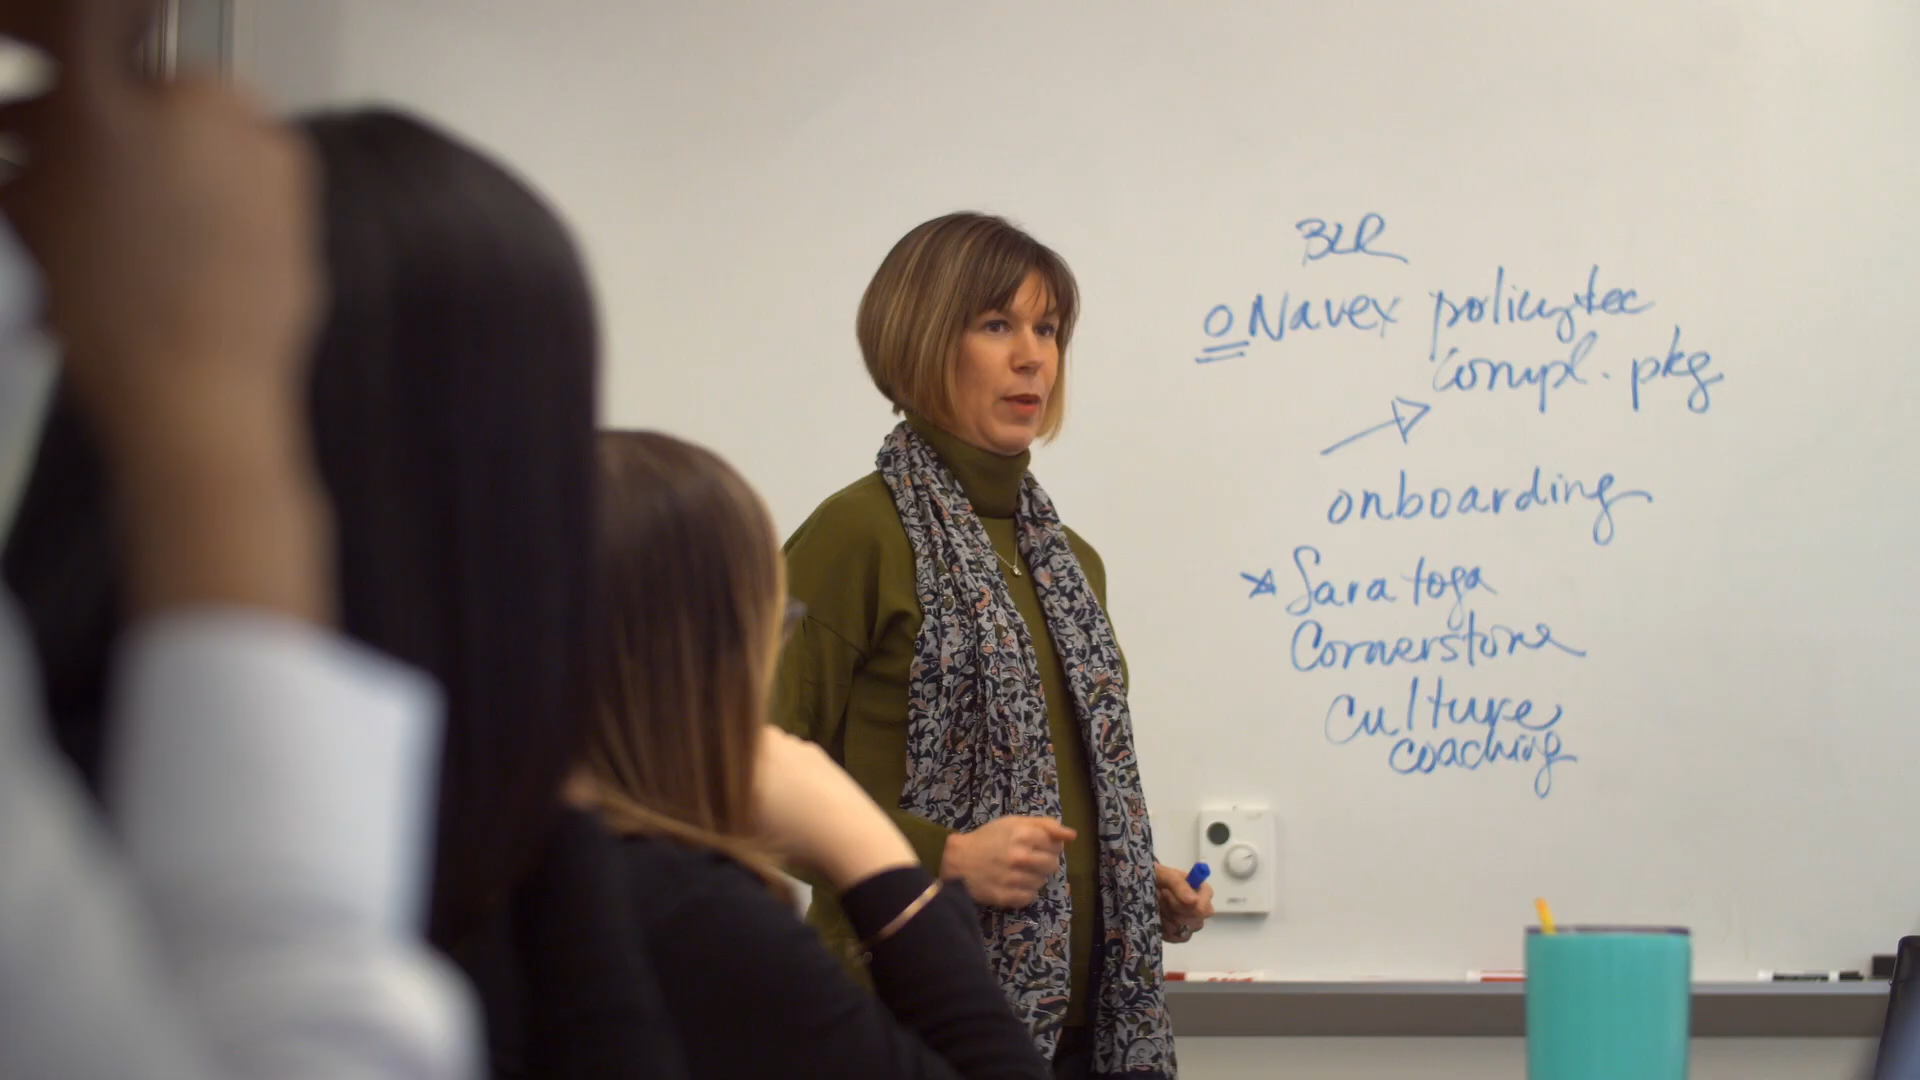 BLR
Navex policytec
compl. pkg
onboarding
Saratoga
Cornerstone
Culture
coaching